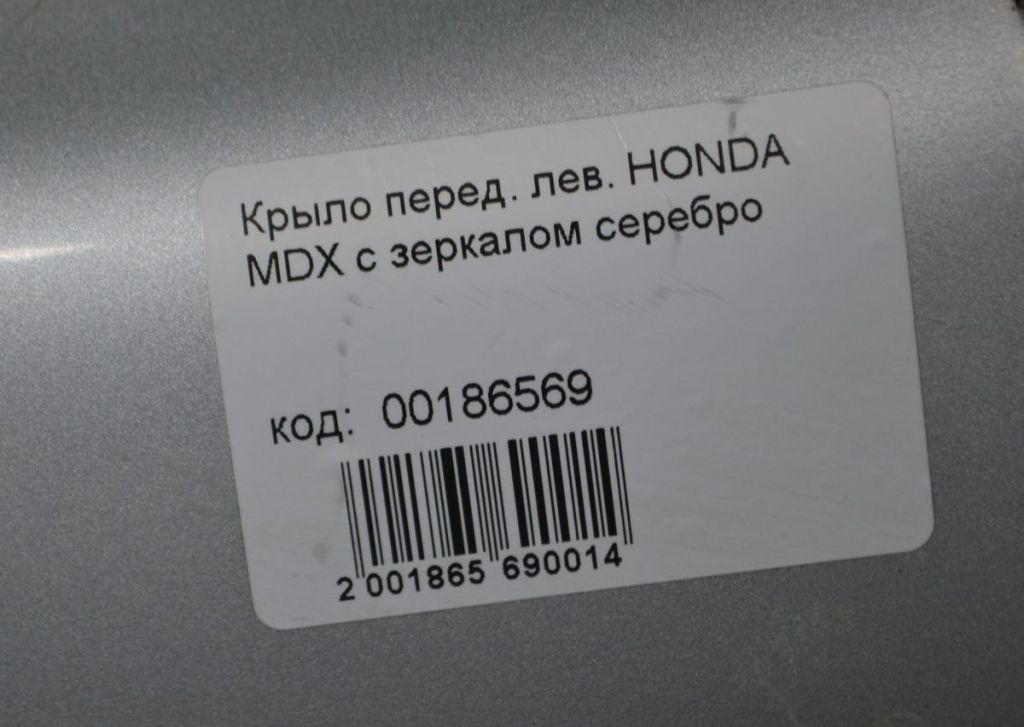 Крыло перед. лев. HONDA
MDX с зеркалом серебро
код: 00186569
2 001865 690014